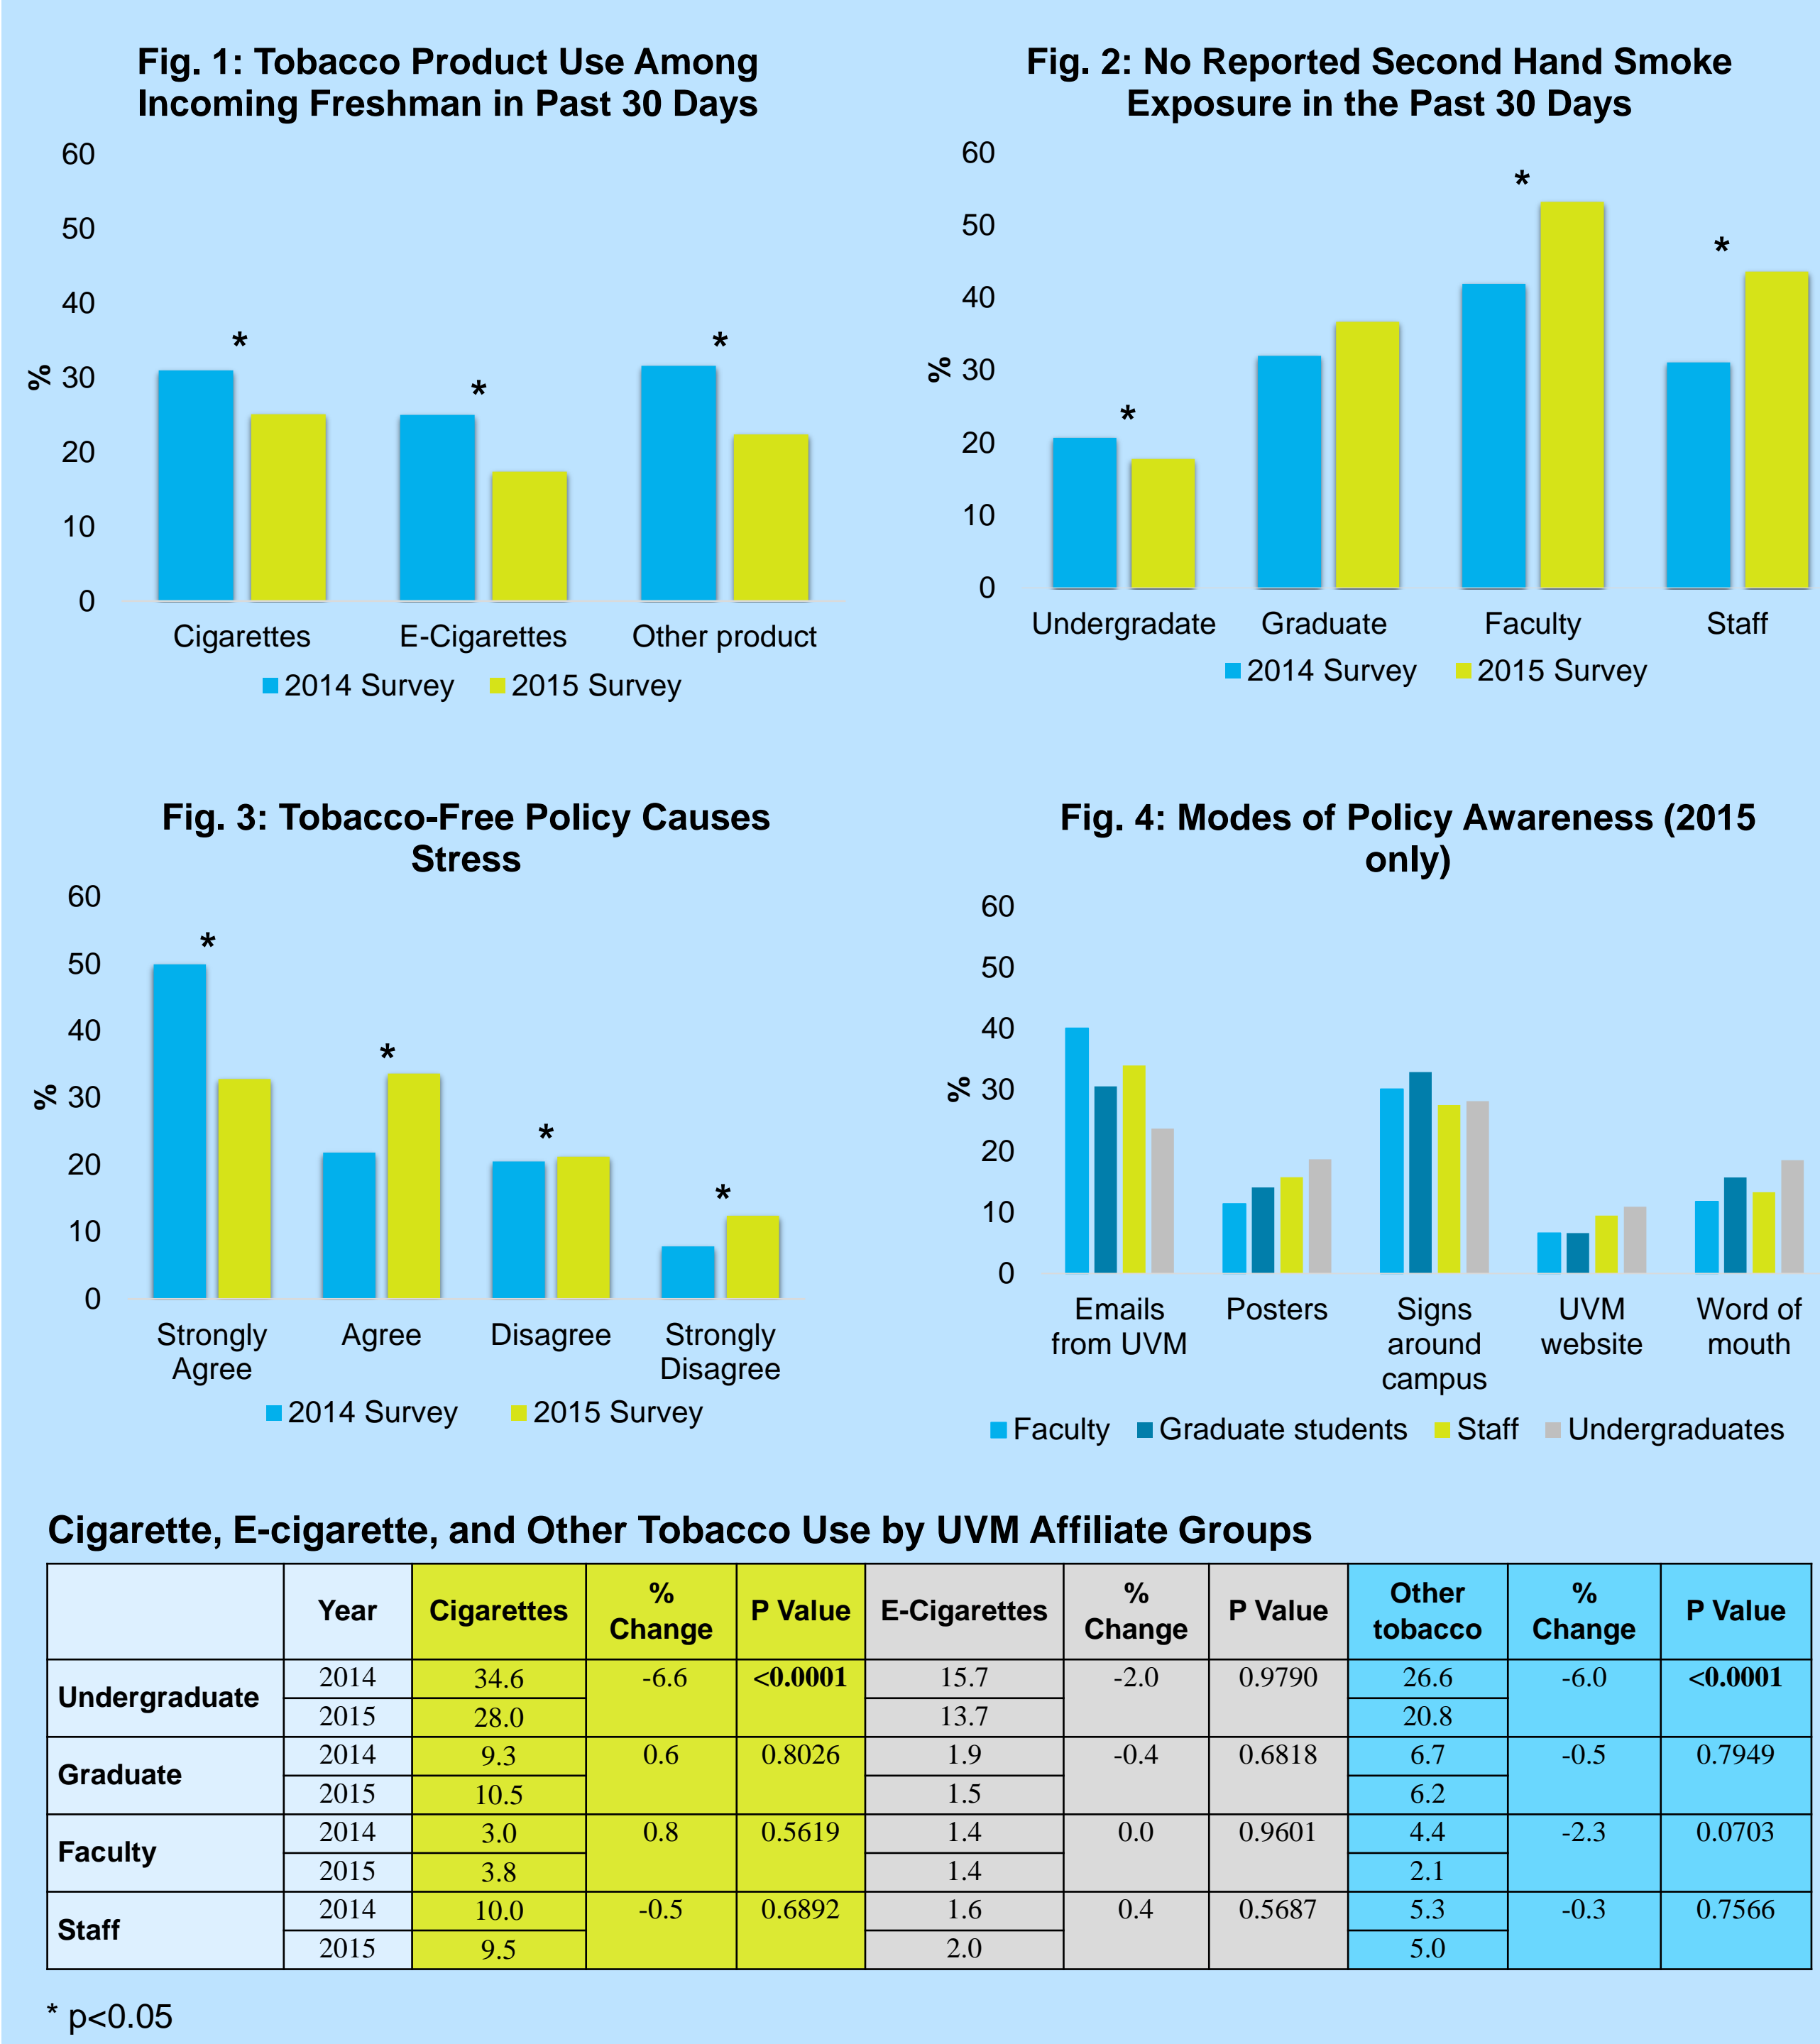 Fig. 1: Tobacco Product Use Among
Incoming Freshman in Past 30 Days
60
50
40
30
20
10
0
%
*
*
*
Cigarettes
E-Cigarettes
Other product
2014 Survey
2015 Survey
Fig. 2: No Reported Second Hand Smoke
Exposure in the Past 30 Days
60
50
40
30
20
10
0
%
*
*
*
Undergradate
Graduate
Faculty
Staff
2014 Survey
2015 Survey
Fig. 3: Tobacco-Free Policy Causes
Stress
60
50
40
30
20
10
0
%
*
*
*
*
Strongly
Agree
Agree
Disagree
Strongly
Disagree
2014 Survey
2015 Survey
Fig. 4: Modes of Policy Awareness (2015
only)
60
50
40
30
20
10
0
%
Emails
from UVM
Posters
Signs
around
campus
UVM
website
Word of
mouth
Faculty
Graduate students
Staff
Undergraduates
Cigarette, E-cigarette, and Other Tobacco Use by UVM Affiliate Groups
Year Cigarettes % Change P Value E-Cigarettes % Change P Value Other tobacco % Change P Value
Undergraduate 2014 34.6 -6.6 <0.0001 15.7 -2.0 0.9790 26.6 -6.0 <0.0001
2015 28.0 13.7 20.8
Graduate 2014 9.3 0.6 0.8026 1.9 -0.4 0.6818 6.7 -0.5 0.7949
2015 10.5 1.5 6.2
Faculty 2014 3.0 0.8 0.5619 1.4 0.0 0.9601 4.4 -2.3 0.0703
2015 3.8 1.4 2.1
Staff 2014 10.0 -0.5 0.6892 1.6 0.4 0.5687 5.3 -0.3 0.7566
2015 9.5 2.0 5.0
* p<0.05